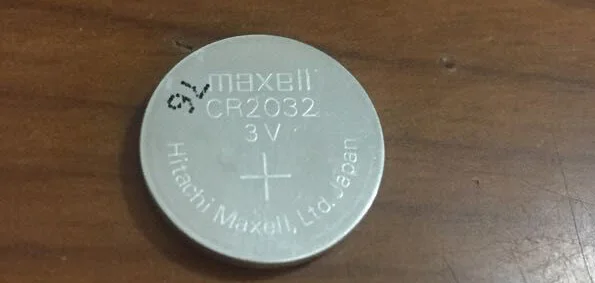 maxell
CR2032
3V
+
Hitachi Maxell, Ltd. Japan